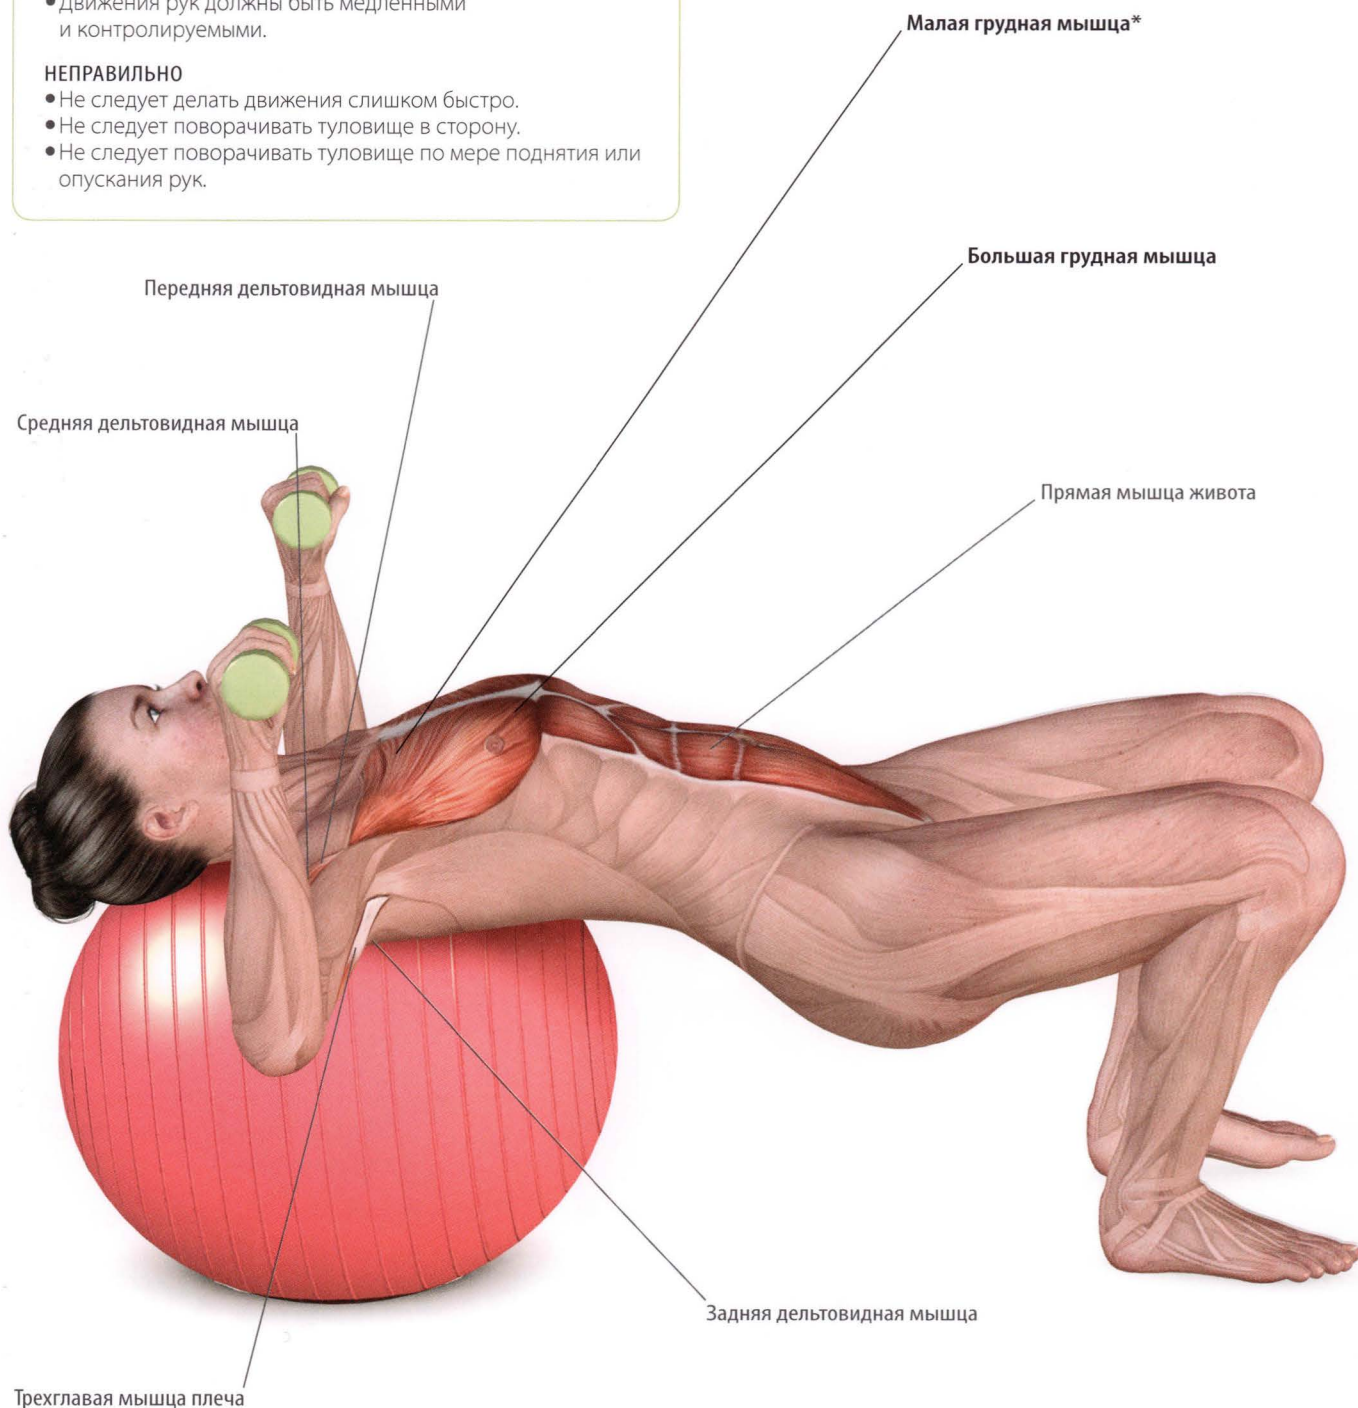 • Движения рук должны быть медленными
и контролируемыми.
НЕПРАВИЛЬНО
• Не следует делать движения слишком быстро.
• Не следует поворачивать туловище в сторону.
• Не следует поворачивать туловище по мере поднятия или
опускания рук.
Малая грудная мышца*
Большая грудная мышца
Передняя дельтовидная мышца
Средняя дельтовидная мышца
Прямая мышца живота
Задняя дельтовидная мышца
Трехглавая мышца плеча